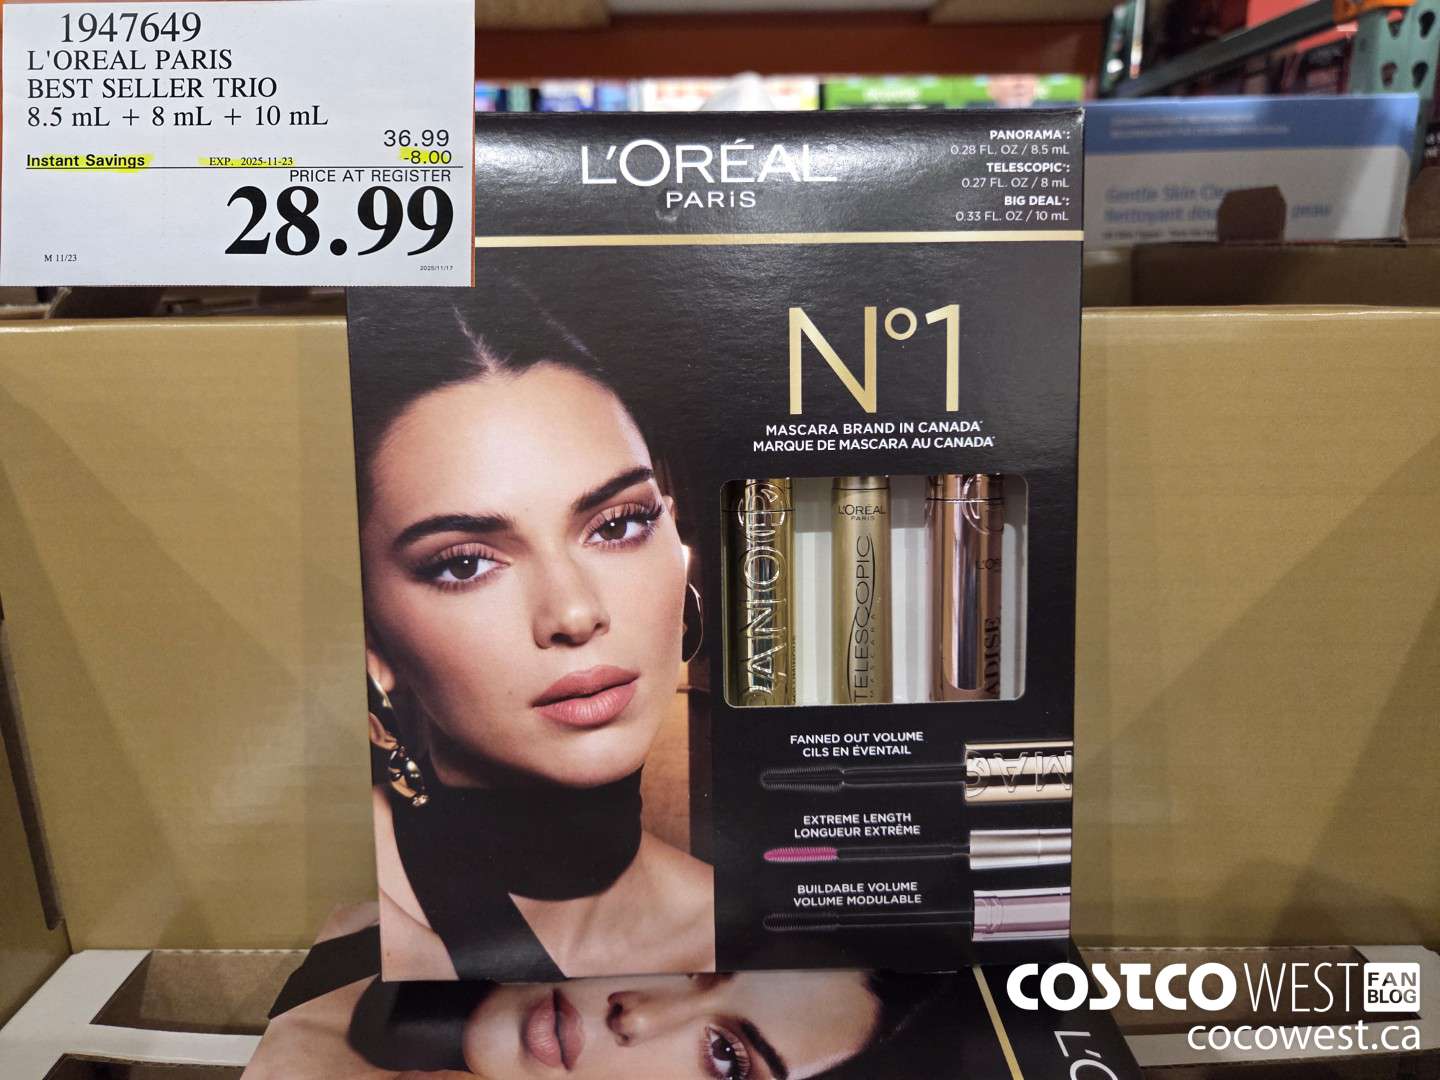 1947649
L'OREAL PARIS
BEST SELLER TRIO
8.5 mL + 8 mL + 10 mL
36.99
Instant Savings EXP. 2025-11-23 -8.00
PRICE AT REGISTER
28.99
M 11/23
2025/11/17
L'ORÉAL
PARIS
PANORAMA*:
0.28 FL. OZ / 8.5 mL
TELESCOPIC*:
0.27 FL. OZ / 8 mL
BIG DEAL*:
0.33 FL. OZ / 10 mL
Gentle Skin
Nettoyant
N°1
MASCARA BRAND IN CANADA*
MARQUE DE MASCARA AU CANADA*
L'ORÉAL
PARIS
TELESCOPIC
MASCARA
ADISE
FANNED OUT VOLUME
CILS EN ÉVENTAIL
MASC
EXTREME LENGTH
LONGUEUR EXTRÊME
BUILDABLE VOLUME
VOLUME MODULABLE
L'O
COSTCO WEST FAN BLOG
cocowest.ca